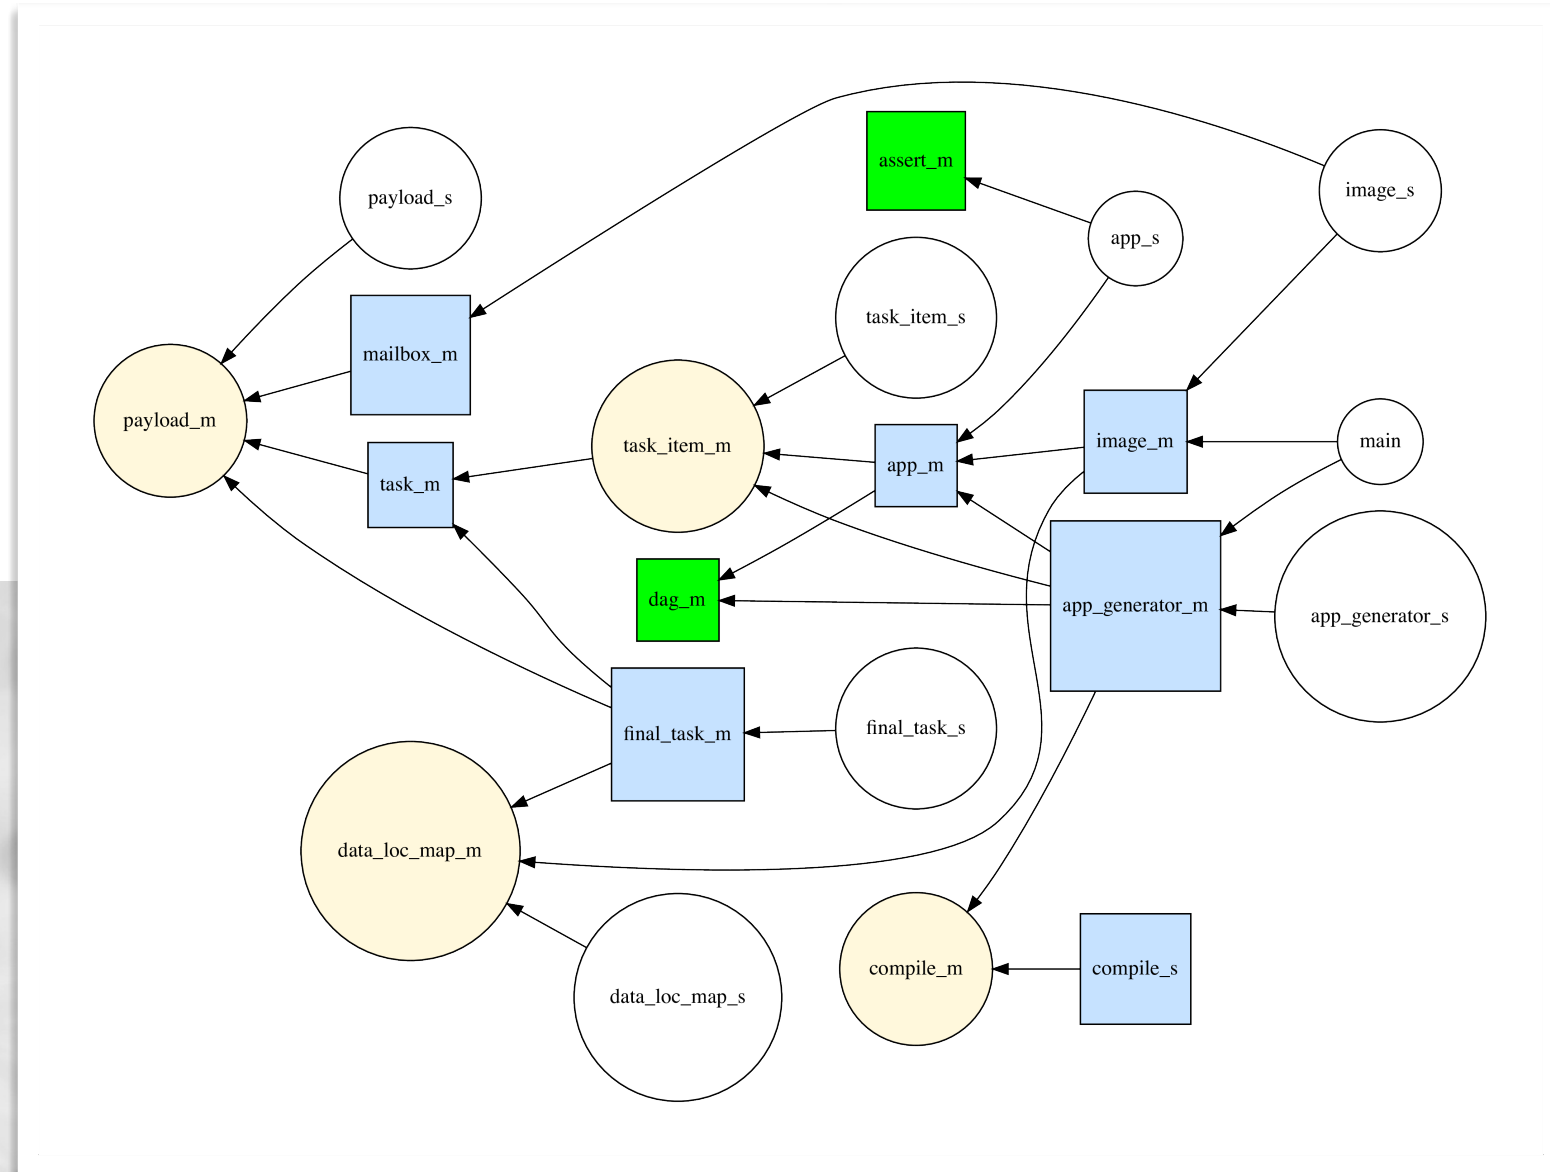 assert_m
payload_s
image_s
app_s
task_item_s
mailbox_m
payload_m
task_item_m
image_m
main
app_m
task_m
dag_m
app_generator_m
app_generator_s
final_task_m
final_task_s
data_loc_map_m
compile_m
compile_s
data_loc_map_s